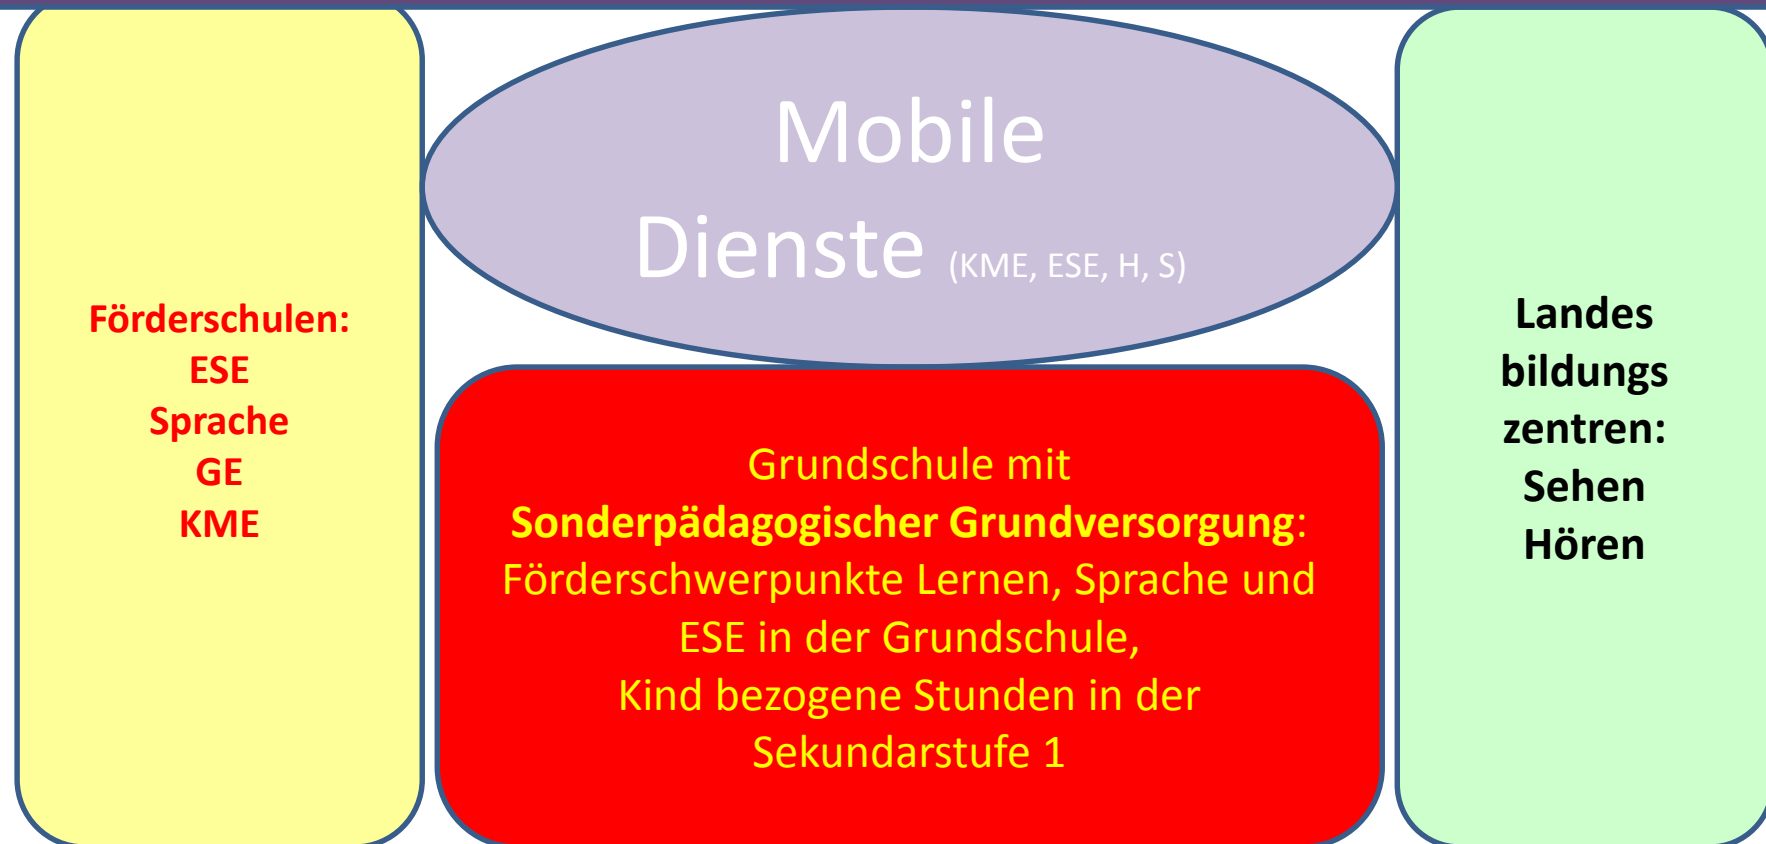 Förderschulen:
ESE
Sprache
GE
KME
Mobile
Dienste (KME, ESE, H, S)
Grundschule mit
Sonderpädagogischer Grundversorgung:
Förderschwerpunkte Lernen, Sprache und
ESE in der Grundschule,
Kind bezogene Stunden in der
Sekundarstufe 1
Landes
bildungs
zentren:
Sehen
Hören